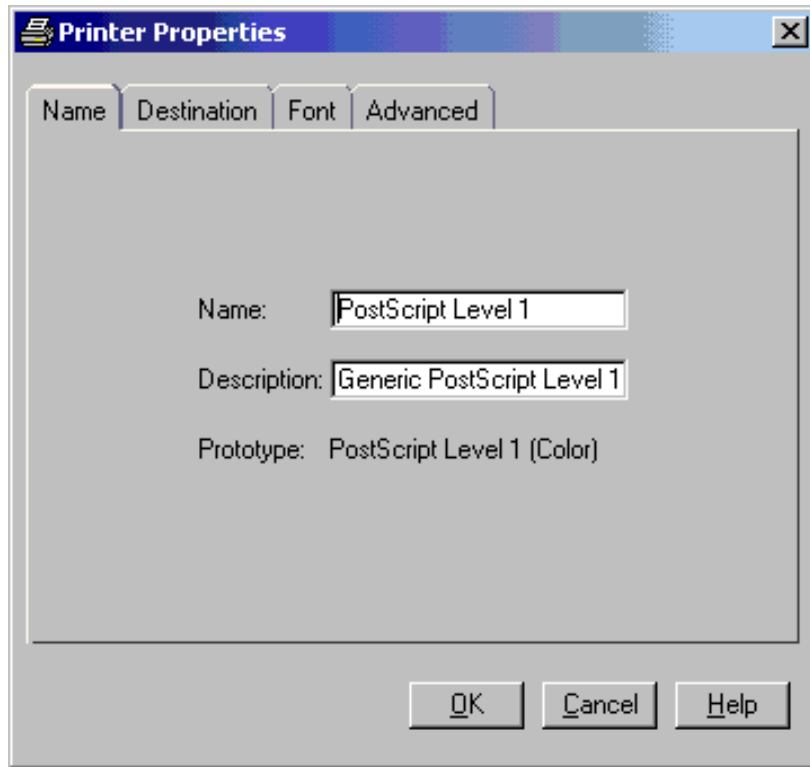 Printer Properties
Name Destination Font Advanced
Name: PostScript Level 1
Description: Generic PostScript Level 1
Prototype: PostScript Level 1 (Color)
OK Cancel Help